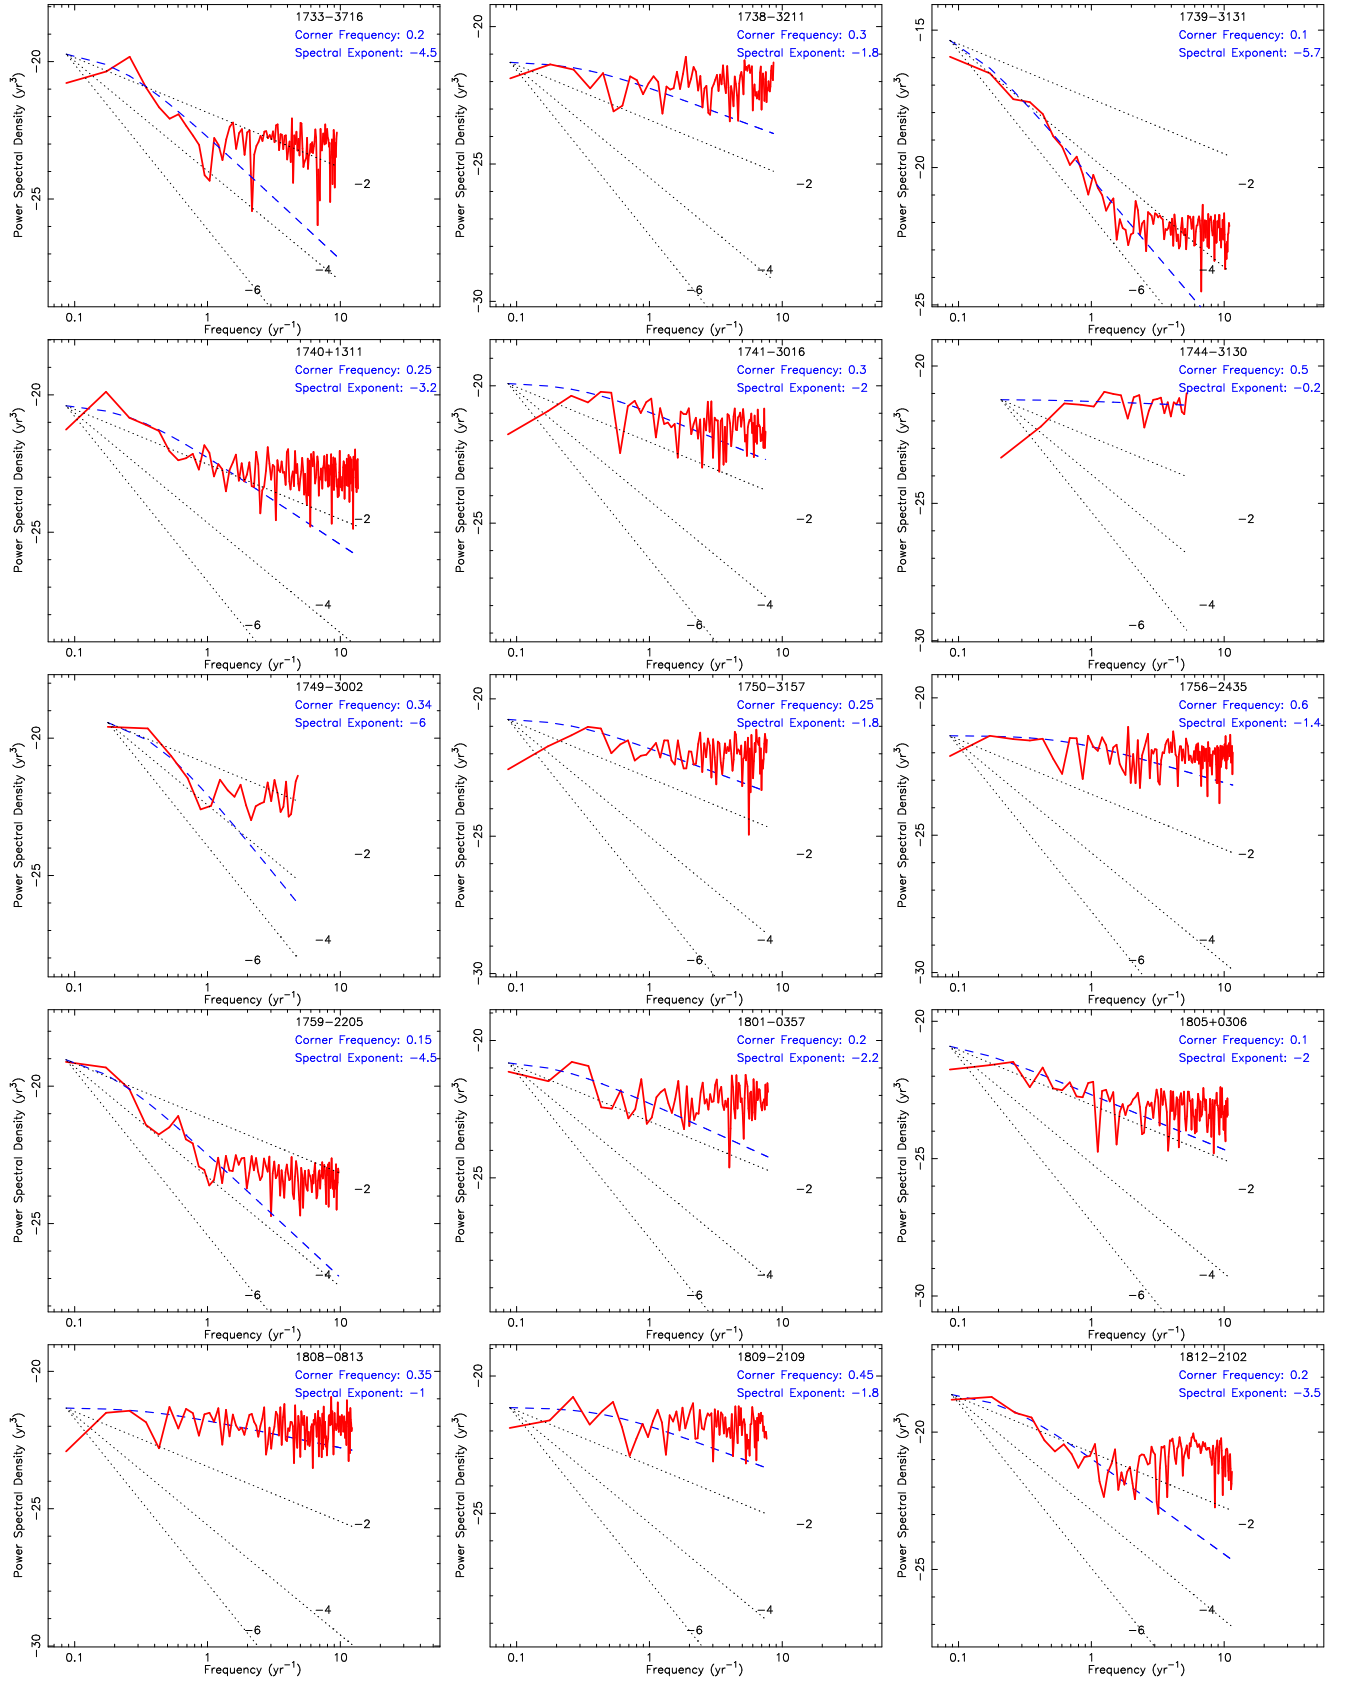 1733−3716
Corner Frequency: 0.2
Spectral Exponent: −4.5
Power Spectral Density (yr³)
−20
−25
−2
−4
−6
0.1 1 10
Frequency (yr⁻¹)
1738−3211
Corner Frequency: 0.3
Spectral Exponent: −1.8
Power Spectral Density (yr³)
−20
−25
−30
−2
−4
−6
0.1 1 10
Frequency (yr⁻¹)
1739−3131
Corner Frequency: 0.1
Spectral Exponent: −5.7
Power Spectral Density (yr³)
−15
−20
−25
−2
−4
−6
0.1 1 10
Frequency (yr⁻¹)
1740+1311
Corner Frequency: 0.25
Spectral Exponent: −3.2
Power Spectral Density (yr³)
−20
−25
−2
−4
−6
0.1 1 10
Frequency (yr⁻¹)
1741−3016
Corner Frequency: 0.3
Spectral Exponent: −2
Power Spectral Density (yr³)
−20
−25
−2
−4
−6
0.1 1 10
Frequency (yr⁻¹)
1744−3130
Corner Frequency: 0.5
Spectral Exponent: −0.2
Power Spectral Density (yr³)
−20
−25
−30
−2
−4
−6
0.1 1 10
Frequency (yr⁻¹)
1749−3002
Corner Frequency: 0.34
Spectral Exponent: −6
Power Spectral Density (yr³)
−20
−25
−2
−4
−6
0.1 1 10
Frequency (yr⁻¹)
1750−3157
Corner Frequency: 0.25
Spectral Exponent: −1.8
Power Spectral Density (yr³)
−20
−25
−30
−2
−4
−6
0.1 1 10
Frequency (yr⁻¹)
1756−2435
Corner Frequency: 0.6
Spectral Exponent: −1.4
Power Spectral Density (yr³)
−20
−25
−30
−2
−4
−6
0.1 1 10
Frequency (yr⁻¹)
1759−2205
Corner Frequency: 0.15
Spectral Exponent: −4.5
Power Spectral Density (yr³)
−20
−25
−2
−4
−6
0.1 1 10
Frequency (yr⁻¹)
1801−0357
Corner Frequency: 0.2
Spectral Exponent: −2.2
Power Spectral Density (yr³)
−20
−25
−2
−4
−6
0.1 1 10
Frequency (yr⁻¹)
1805+0306
Corner Frequency: 0.1
Spectral Exponent: −2
Power Spectral Density (yr³)
−20
−25
−30
−2
−4
−6
0.1 1 10
Frequency (yr⁻¹)
1808−0813
Corner Frequency: 0.35
Spectral Exponent: −1
Power Spectral Density (yr³)
−20
−25
−30
−2
−4
−6
0.1 1 10
Frequency (yr⁻¹)
1809−2109
Corner Frequency: 0.45
Spectral Exponent: −1.8
Power Spectral Density (yr³)
−20
−25
−2
−4
−6
0.1 1 10
Frequency (yr⁻¹)
1812−2102
Corner Frequency: 0.2
Spectral Exponent: −3.5
Power Spectral Density (yr³)
−20
−25
−2
−4
−6
0.1 1 10
Frequency (yr⁻¹)